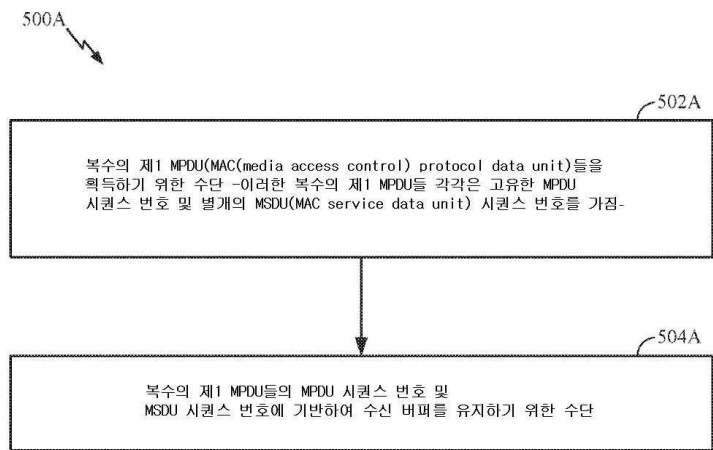 500A
502A
복수의 제1 MPDU(MAC(media access control) protocol data unit)들을
획득하기 위한 수단 -이러한 복수의 제1 MPDU들 각각은 고유한 MPDU
시퀀스 번호 및 별개의 MSDU(MAC service data unit) 시퀀스 번호를 가짐-
504A
복수의 제1 MPDU들의 MPDU 시퀀스 번호 및
MSDU 시퀀스 번호에 기반하여 수신 버퍼를 유지하기 위한 수단